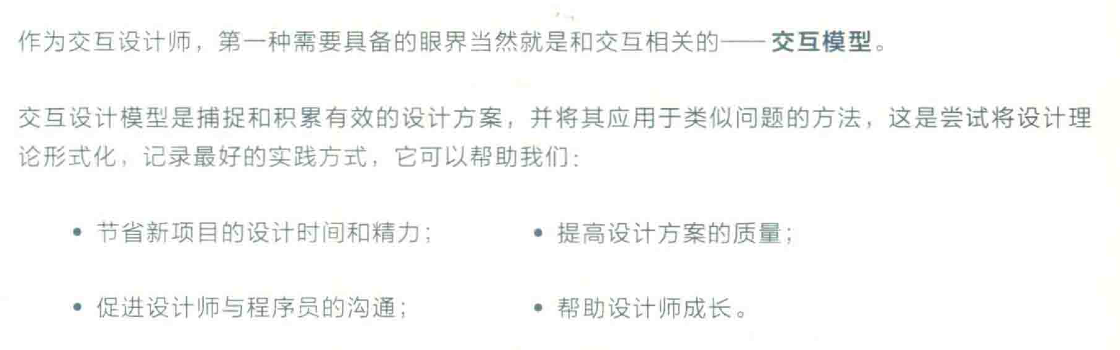 作为交互设计师，第一种需要具备的眼界当然就是和交互相关的——交互模型。
交互设计模型是捕捉和积累有效的设计方案，并将其应用于类似问题的方法，这是尝试将设计理
论形式化，记录最好的实践方式，它可以帮助我们：
• 节省新项目的设计时间和精力；
• 提高设计方案的质量；
• 促进设计师与程序员的沟通；
• 帮助设计师成长。